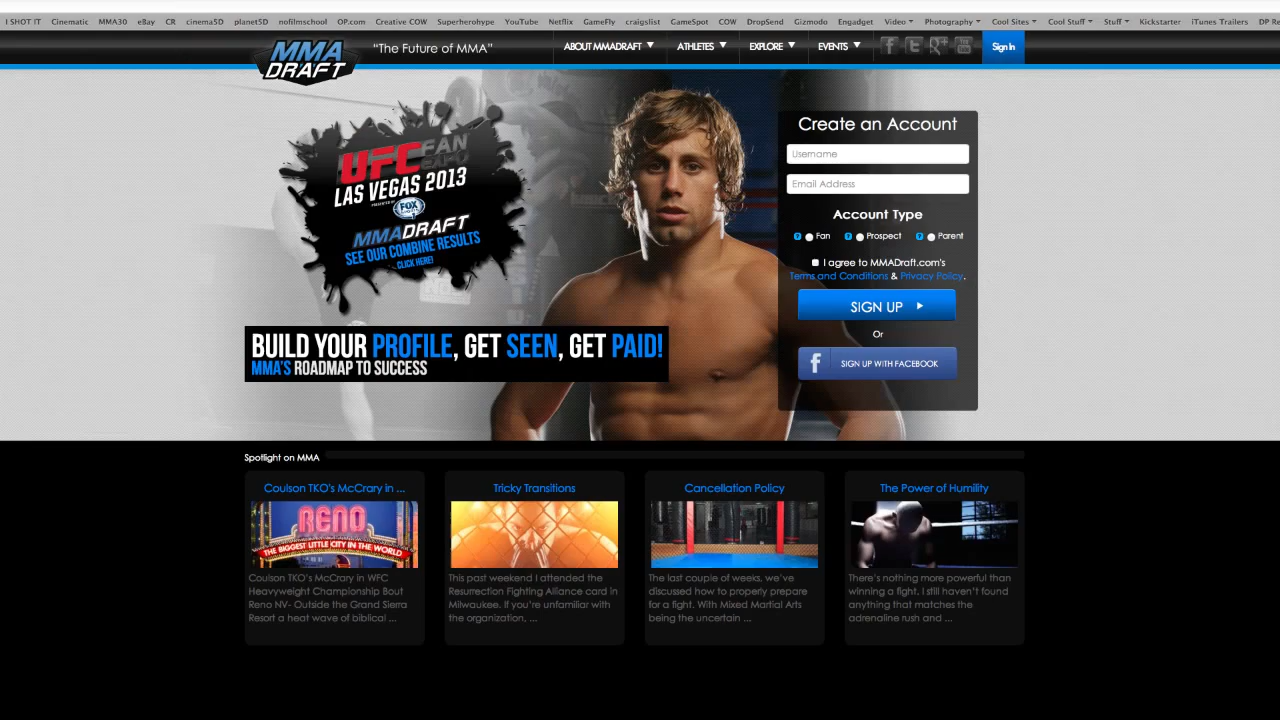 I SHOT IT Cinematic MMA30 eBay CR cinema5D planet5D nofilmschool OP.com Creative COW Superherohype YouTube Netflix GameFly craigslist GameSpot COW DropSend Gizmodo Engadget Video Photography Cool Sites Cool Stuff Stuff Kickstarter iTunes Trailers DP Re
MMA DRAFT
"The Future of MMA"
ABOUT MMADRAFT ATHLETES EXPLORE EVENTS Sign In
UFC FAN EXPO
LAS VEGAS 2013
PRESENTED BY FOX
MMADRAFT
SEE OUR COMBINE RESULTS
CLICK HERE!
BUILD YOUR PROFILE, GET SEEN, GET PAID!
MMA'S ROADMAP TO SUCCESS
Create an Account
Username
Email Address
Account Type
? Fan ? Prospect ? Parent
I agree to MMADraft.com's
Terms and Conditions & Privacy Policy.
SIGN UP
Or
f SIGN UP WITH FACEBOOK
Spotlight on MMA
Coulson TKO's McCrary in ...
RENO
THE BIGGEST LITTLE CITY IN THE WORLD
Coulson TKO's McCrary in WFC
Heavyweight Championship Bout
Reno NV- Outside the Grand Sierra
Resort a heat wave of biblical ...
Tricky Transitions
This past weekend I attended the
Resurrection Fighting Alliance card in
Milwaukee. If you're unfamiliar with
the organization, ...
Cancellation Policy
The last couple of weeks, we've
discussed how to properly prepare
for a fight. With Mixed Martial Arts
being the uncertain ...
The Power of Humility
There's nothing more powerful than
winning a fight. I still haven't found
anything that matches the
adrenaline rush and ...